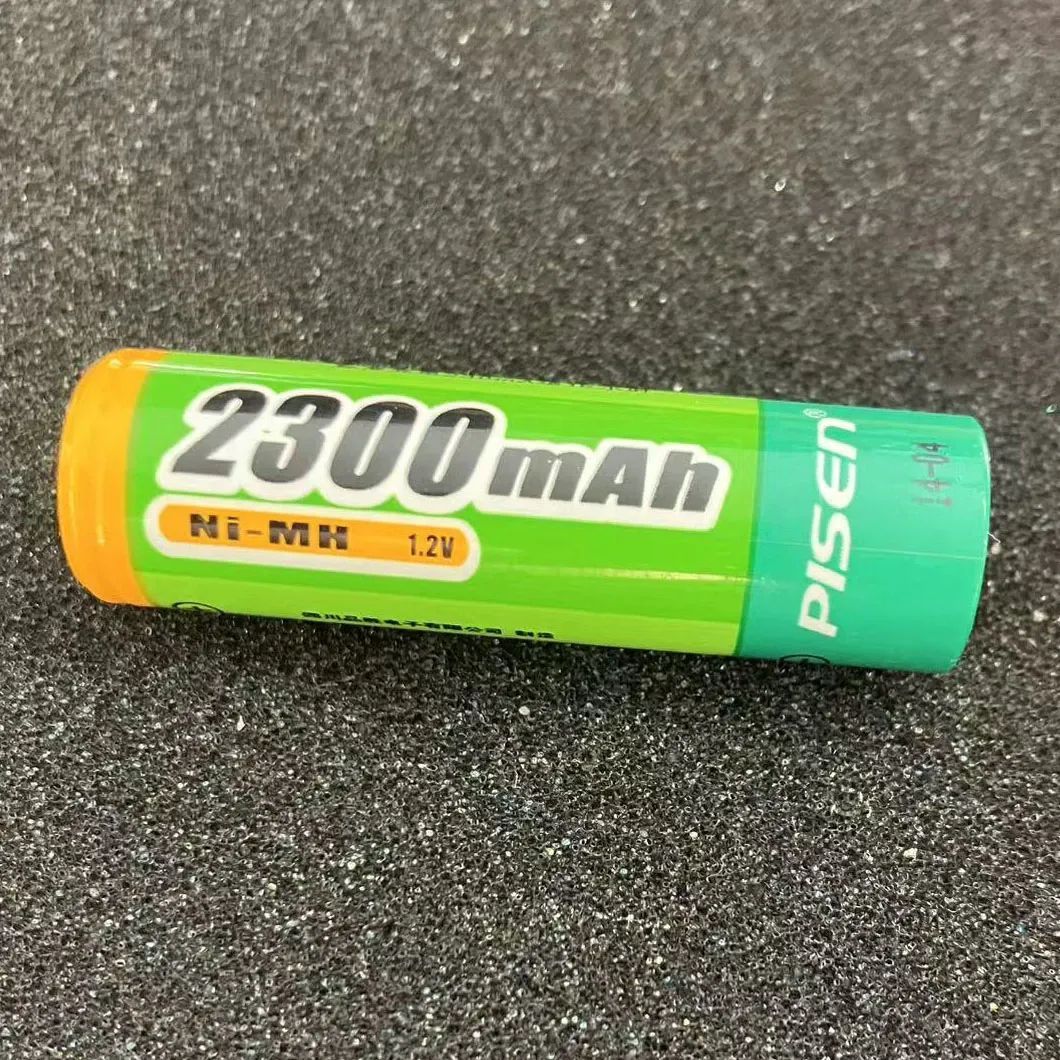 2300mAh
Ni-MH 1.2V
PISEN®
14-04